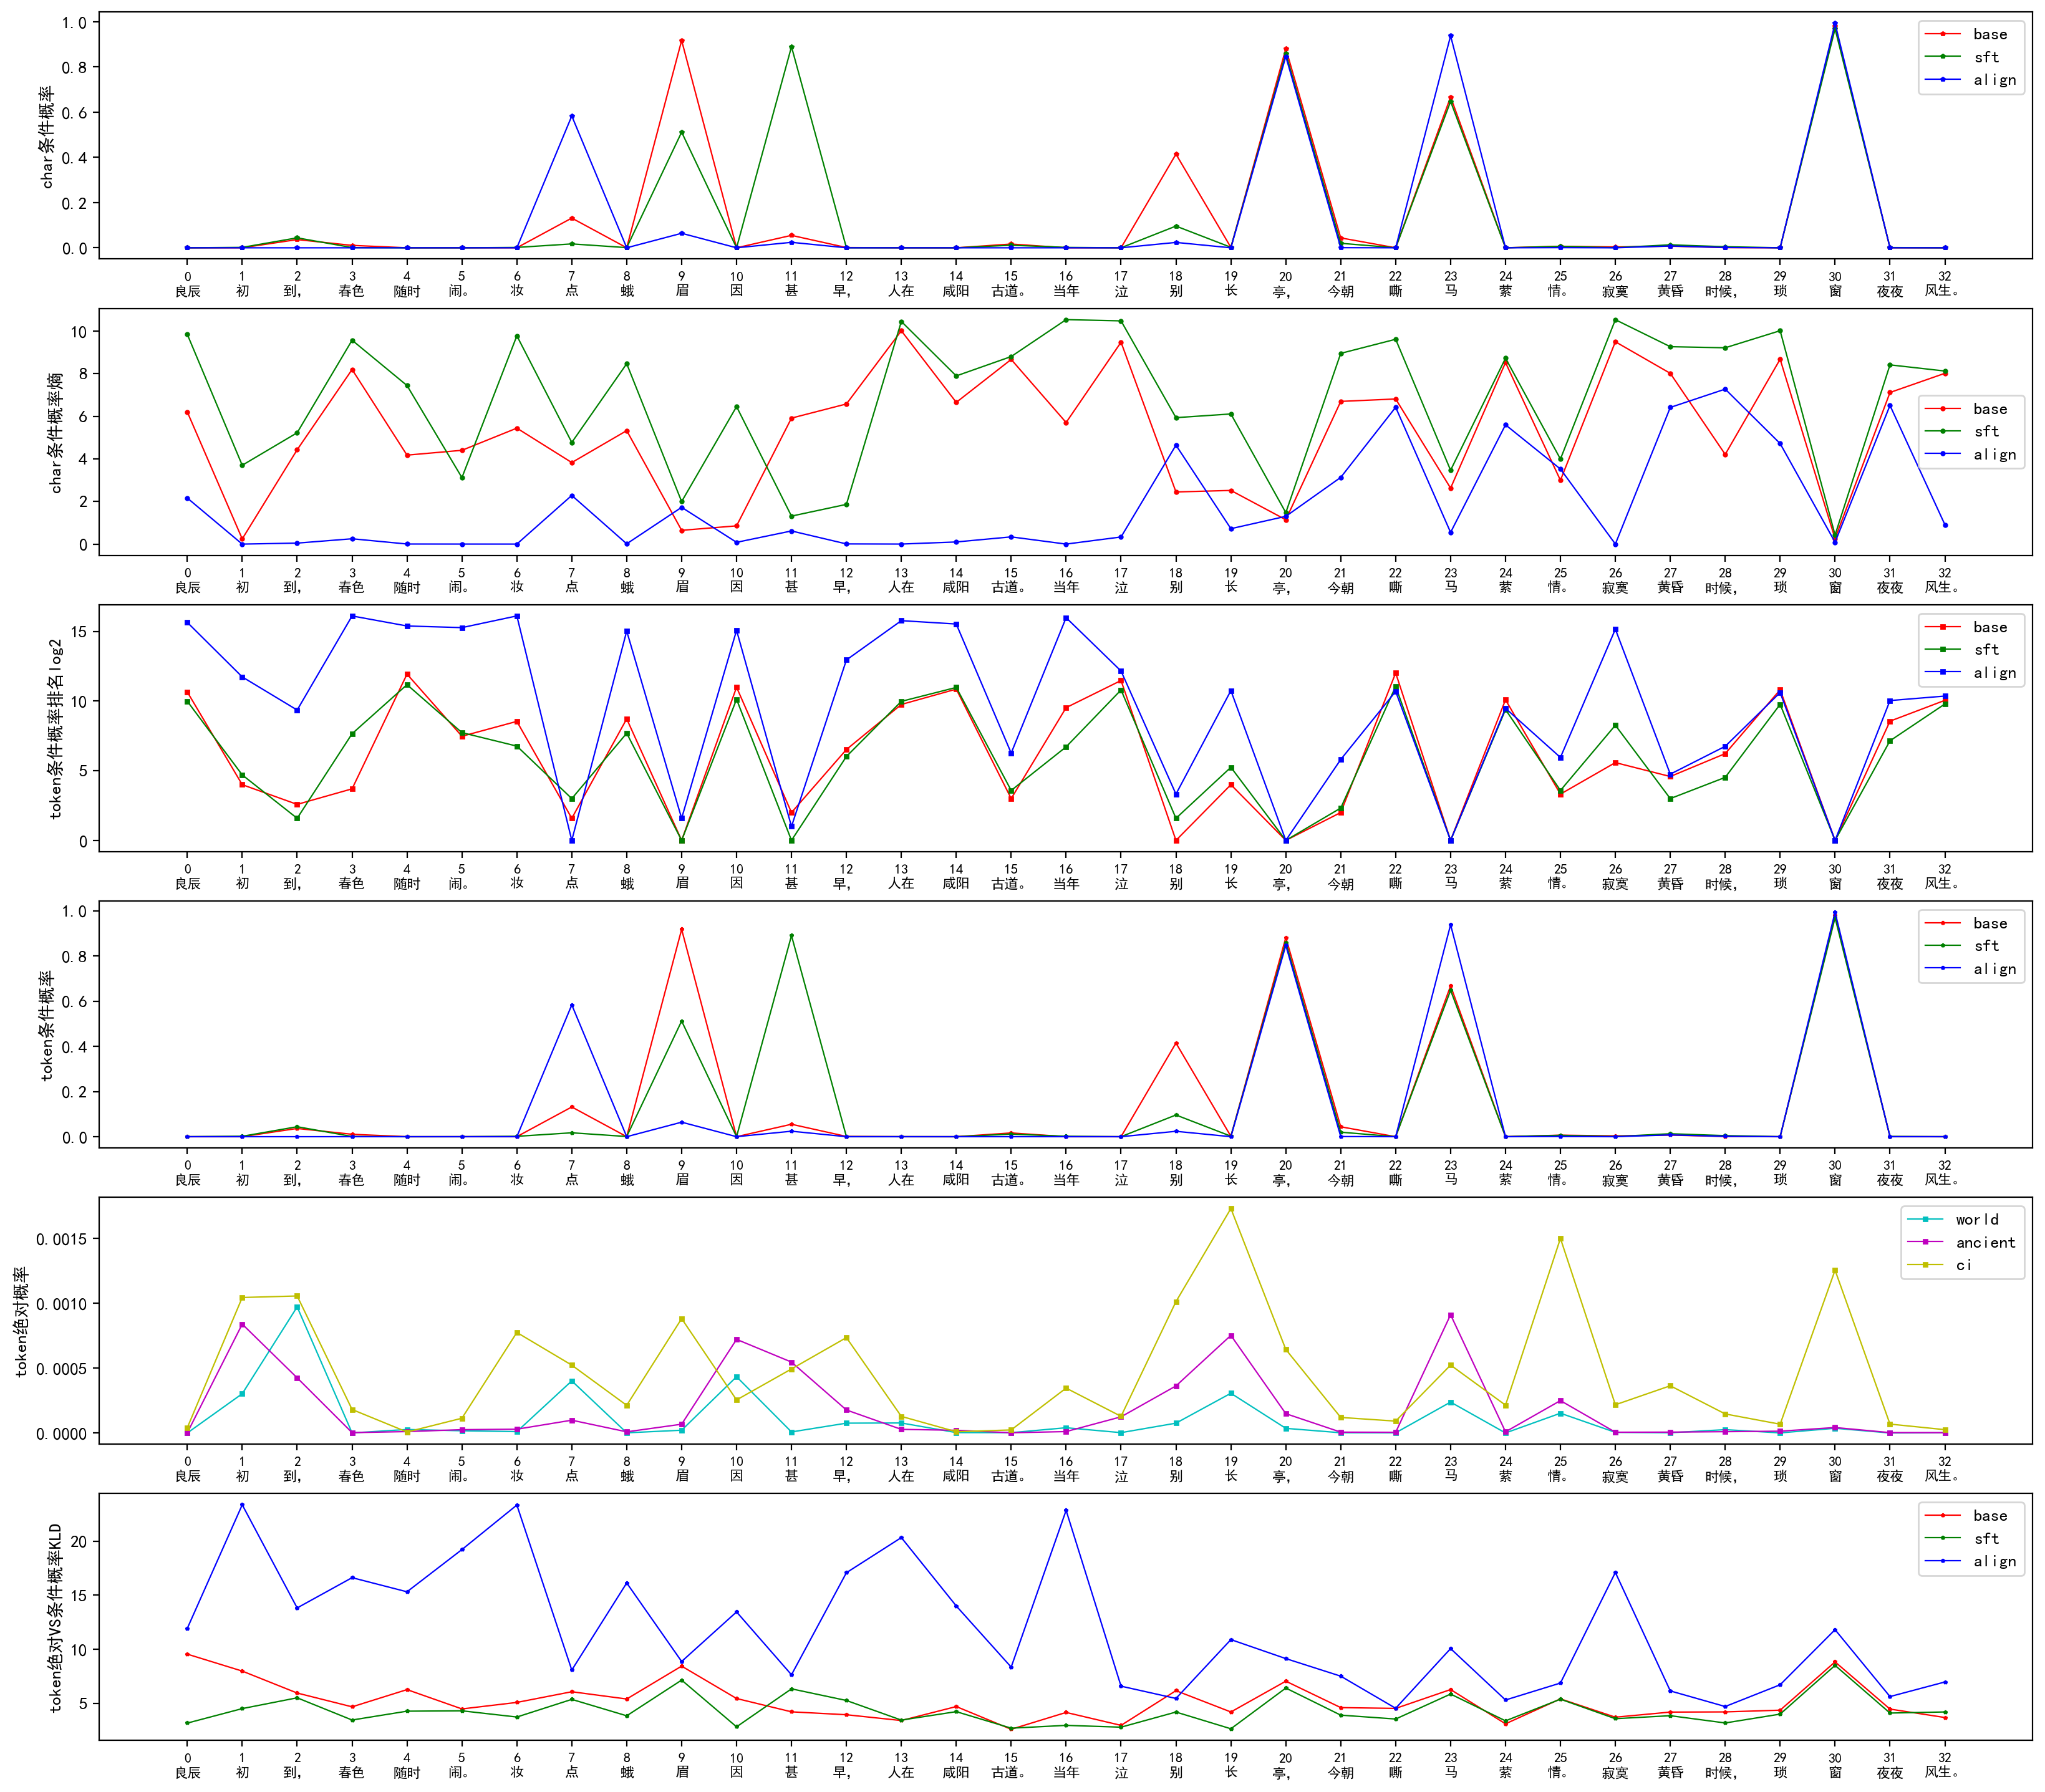 char条件概率
1.0
0.8
0.6
0.4
0.2
0.0
base
sft
align
0 1 2 3 4 5 6 7 8 9 10 11 12 13 14 15 16 17 18 19 20 21 22 23 24 25 26 27 28 29 30 31 32
良辰 初 到, 春色 随时 闹。 妆 点 蛾 眉 因 甚 早, 人在 咸阳 古道。 当年 泣 别 长 亭, 今朝 嘶 马 萦 情。 寂寞 黄昏 时候, 琐 窗 夜夜 风生。
char条件概率熵
10
8
6
4
2
0
base
sft
align
0 1 2 3 4 5 6 7 8 9 10 11 12 13 14 15 16 17 18 19 20 21 22 23 24 25 26 27 28 29 30 31 32
良辰 初 到, 春色 随时 闹。 妆 点 蛾 眉 因 甚 早, 人在 咸阳 古道。 当年 泣 别 长 亭, 今朝 嘶 马 萦 情。 寂寞 黄昏 时候, 琐 窗 夜夜 风生。
token条件概率排名log2
15
10
5
0
base
sft
align
0 1 2 3 4 5 6 7 8 9 10 11 12 13 14 15 16 17 18 19 20 21 22 23 24 25 26 27 28 29 30 31 32
良辰 初 到, 春色 随时 闹。 妆 点 蛾 眉 因 甚 早, 人在 咸阳 古道。 当年 泣 别 长 亭, 今朝 嘶 马 萦 情。 寂寞 黄昏 时候, 琐 窗 夜夜 风生。
token条件概率
1.0
0.8
0.6
0.4
0.2
0.0
base
sft
align
0 1 2 3 4 5 6 7 8 9 10 11 12 13 14 15 16 17 18 19 20 21 22 23 24 25 26 27 28 29 30 31 32
良辰 初 到, 春色 随时 闹。 妆 点 蛾 眉 因 甚 早, 人在 咸阳 古道。 当年 泣 别 长 亭, 今朝 嘶 马 萦 情。 寂寞 黄昏 时候, 琐 窗 夜夜 风生。
token绝对概率
0.0015
0.0010
0.0005
0.0000
world
ancient
ci
0 1 2 3 4 5 6 7 8 9 10 11 12 13 14 15 16 17 18 19 20 21 22 23 24 25 26 27 28 29 30 31 32
良辰 初 到, 春色 随时 闹。 妆 点 蛾 眉 因 甚 早, 人在 咸阳 古道。 当年 泣 别 长 亭, 今朝 嘶 马 萦 情。 寂寞 黄昏 时候, 琐 窗 夜夜 风生。
token绝对VS条件概率KLD
20
15
10
5
base
sft
align
0 1 2 3 4 5 6 7 8 9 10 11 12 13 14 15 16 17 18 19 20 21 22 23 24 25 26 27 28 29 30 31 32
良辰 初 到, 春色 随时 闹。 妆 点 蛾 眉 因 甚 早, 人在 咸阳 古道。 当年 泣 别 长 亭, 今朝 嘶 马 萦 情。 寂寞 黄昏 时候, 琐 窗 夜夜 风生。